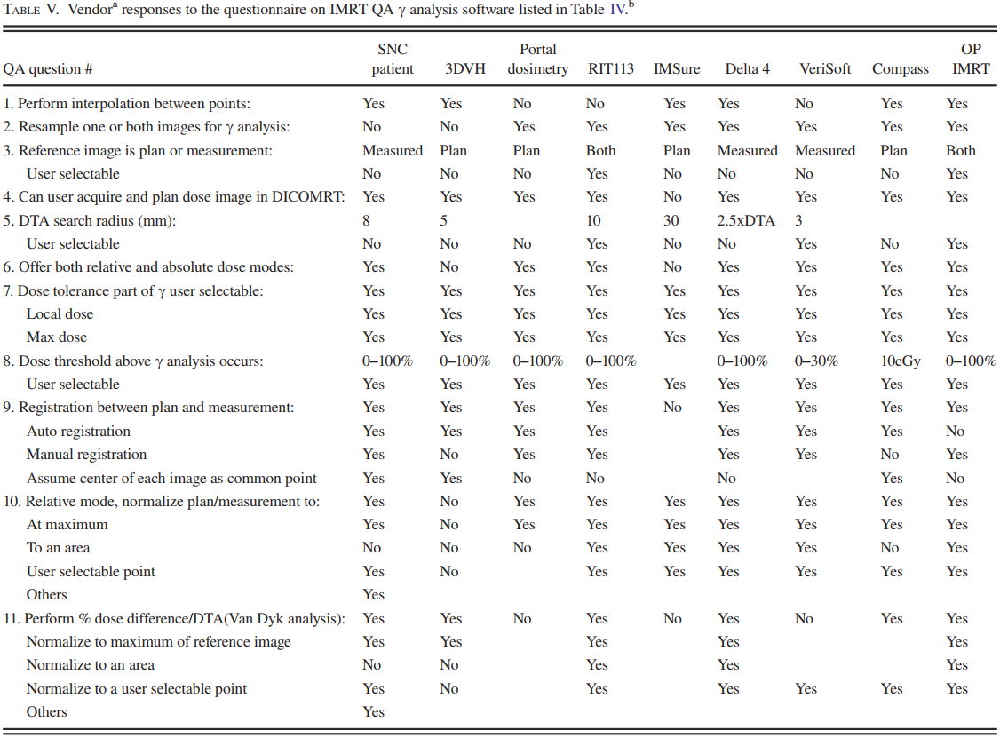 TABLE V. Vendorᵃ responses to the questionnaire on IMRT QA γ analysis software listed in Table IV.ᵇ
SNC Portal OP
QA question # patient 3DVH dosimetry RIT113 IMSure Delta 4 VeriSoft Compass IMRT
1. Perform interpolation between points: Yes Yes No No Yes Yes No Yes Yes
2. Resample one or both images for γ analysis: No No Yes Yes Yes Yes Yes Yes Yes
3. Reference image is plan or measurement: Measured Plan Plan Both Plan Measured Measured Plan Both
User selectable No No No Yes No No No No Yes
4. Can user acquire and plan dose image in DICOMRT: Yes Yes Yes Yes No Yes Yes Yes Yes
5. DTA search radius (mm): 8 5 10 30 2.5xDTA 3
User selectable No No No Yes No No Yes No Yes
6. Offer both relative and absolute dose modes: Yes No Yes Yes No Yes Yes Yes Yes
7. Dose tolerance part of γ user selectable: Yes Yes Yes Yes Yes Yes Yes Yes Yes
Local dose Yes Yes Yes Yes Yes Yes Yes Yes Yes
Max dose Yes Yes Yes Yes Yes Yes Yes Yes Yes
8. Dose threshold above γ analysis occurs: 0–100% 0–100% 0–100% 0–100% 0–100% 0–30% 10cGy 0–100%
User selectable Yes Yes Yes Yes Yes Yes Yes Yes Yes
9. Registration between plan and measurement: Yes Yes Yes Yes No Yes Yes Yes Yes
Auto registration Yes Yes Yes Yes Yes Yes Yes No
Manual registration Yes No Yes Yes Yes Yes No Yes
Assume center of each image as common point Yes Yes No No No Yes No
10. Relative mode, normalize plan/measurement to: Yes No Yes Yes Yes Yes Yes Yes Yes
At maximum Yes No Yes Yes Yes Yes Yes Yes Yes
To an area No No No Yes Yes Yes Yes No Yes
User selectable point Yes No Yes Yes Yes Yes Yes Yes
Others Yes
11. Perform % dose difference/DTA(Van Dyk analysis): Yes Yes No Yes No Yes No Yes Yes
Normalize to maximum of reference image Yes Yes Yes Yes Yes
Normalize to an area No No Yes Yes Yes
Normalize to a user selectable point Yes No Yes Yes Yes Yes Yes
Others Yes